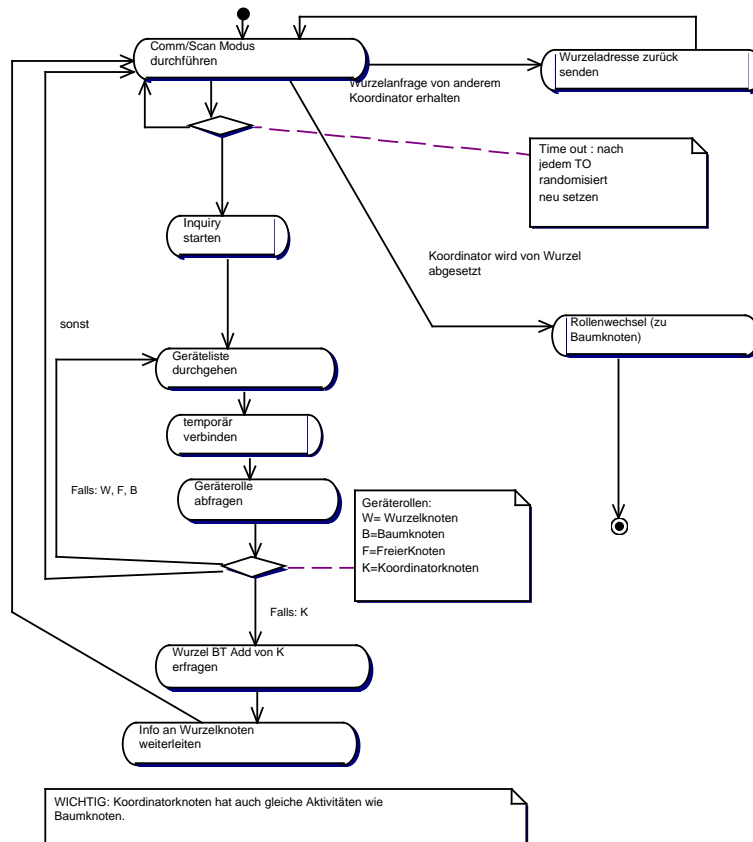 Comm/Scan Modus
durchführen
Wurzeladresse zurück
senden
Wurzelanfrage von anderem
Koordinator erhalten
Time out : nach
jedem TO
randomisiert
neu setzen
Inquiry
starten
Koordinator wird von Wurzel
abgesetzt
sonst
Rollenwechsel (zu
Baumknoten)
Geräteliste
durchgehen
temporär
verbinden
Falls: W, F, B
Geräterolle
abfragen
Geräterollen:
W= Wurzelknoten
B=Baumknoten
F=FreierKnoten
K=Koordinatorknoten
Falls: K
Wurzel BT Add von K
erfragen
Info an Wurzelknoten
weiterleiten
WICHTIG: Koordinatorknoten hat auch gleiche Aktivitäten wie
Baumknoten.